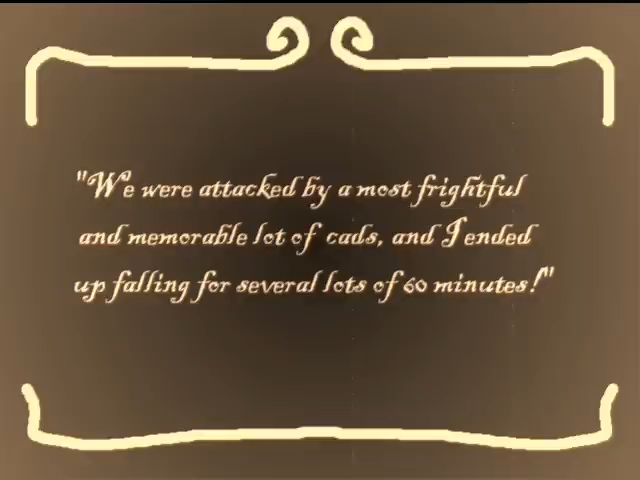 "We were attacked by a most frightful
and memorable lot of cads, and I ended
up falling for several lots of 60 minutes!"